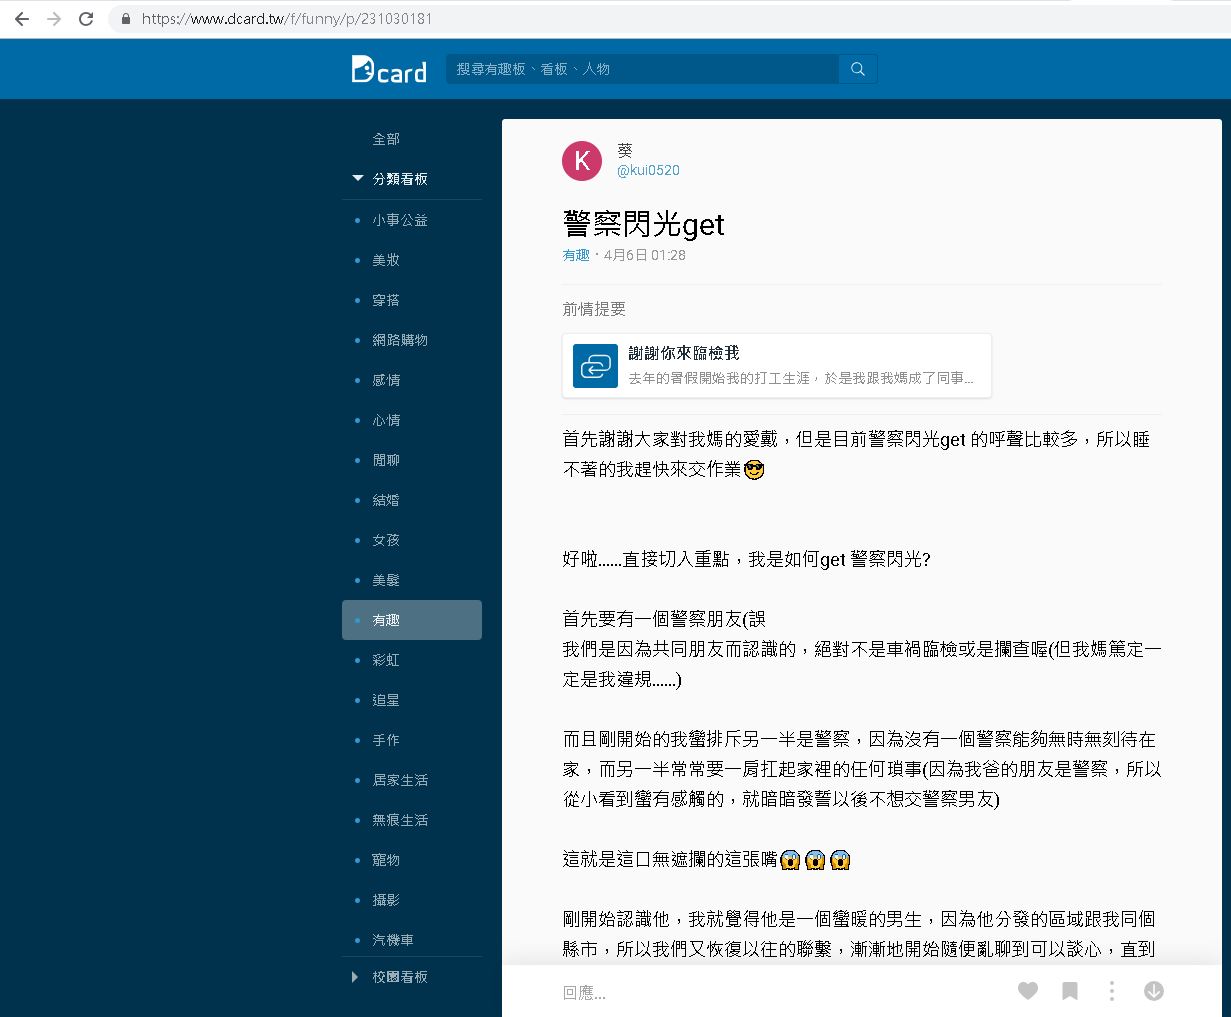 https://www.dcard.tw/f/funny/p/231030181
Dcard
搜尋有趣板、看板、人物
全部
分類看板
小事公益
美妝
穿搭
網路購物
感情
心情
閒聊
結婚
女孩
美髮
有趣
彩虹
追星
手作
居家生活
無痕生活
寵物
攝影
汽機車
校園看板
K
葵
@kui0520
警察閃光get
有趣·4月6日 01:28
前情提要
謝謝你來臨檢我
去年的暑假開始我的打工生涯，於是我跟我媽成了同事...
首先謝謝大家對我媽的愛戴，但是目前警察閃光get 的呼聲比較多，所以睡
不著的我趕快來交作業😎
好啦......直接切入重點，我是如何get 警察閃光?
首先要有一個警察朋友(誤
我們是因為共同朋友而認識的，絕對不是車禍臨檢或是攔查喔(但我媽篤定一
定是我違規......)
而且剛開始的我蠻排斥另一半是警察，因為沒有一個警察能夠無時無刻待在
家，而另一半常常要一肩扛起家裡的任何瑣事(因為我爸的朋友是警察，所以
從小看到蠻有感觸的，就暗暗發誓以後不想交警察男友)
這就是這口無遮攔的這張嘴😱😱😱
剛開始認識他，我就覺得他是一個蠻暖的男生，因為他分發的區域跟我同個
縣市，所以我們又恢復以往的聯繫，漸漸地開始隨便亂聊到可以談心，直到
回應...